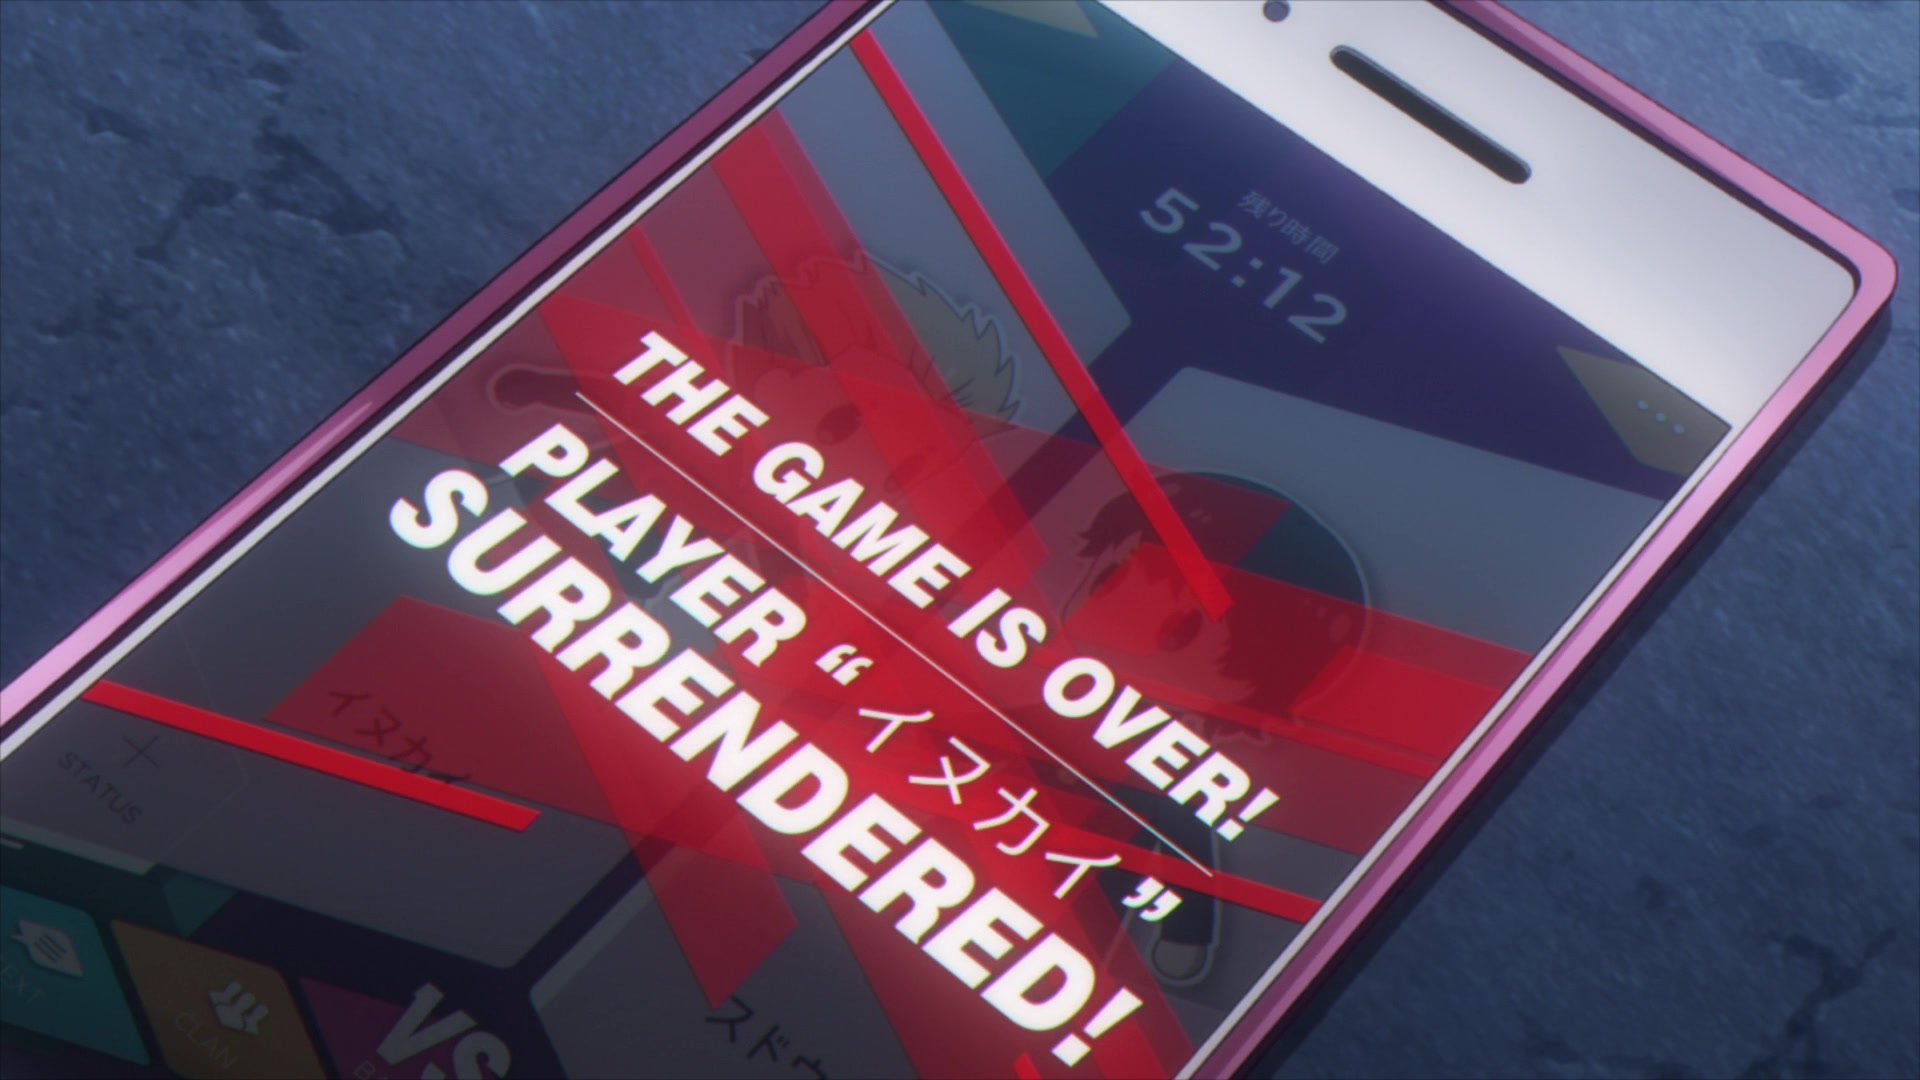 残り時間
52:12
THE GAME IS OVER!
PLAYER “イヌカイ”
SURRENDERED!
イヌカイ
STATUS
TEXT
CLAN
VS
スドウ